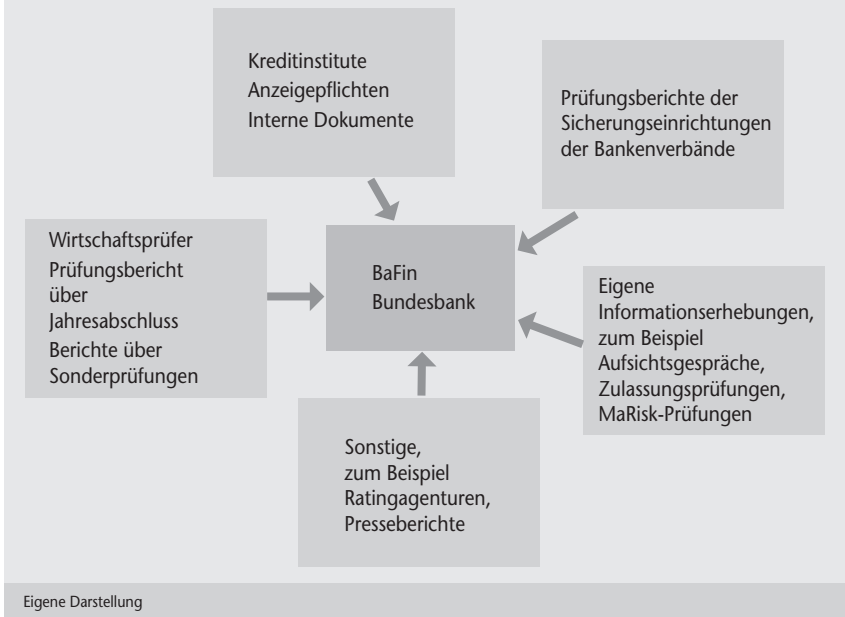 Kreditinstitute
Anzeigepflichten
Interne Dokumente
Prüfungsberichte der
Sicherungseinrichtungen
der Bankenverbände
Wirtschaftsprüfer
Prüfungsbericht
über
Jahresabschluss
Berichte über
Sonderprüfungen
BaFin
Bundesbank
Eigene
Informationserhebungen,
zum Beispiel
Aufsichtsgespräche,
Zulassungsprüfungen,
MaRisk-Prüfungen
Sonstige,
zum Beispiel
Ratingagenturen,
Presseberichte
Eigene Darstellung